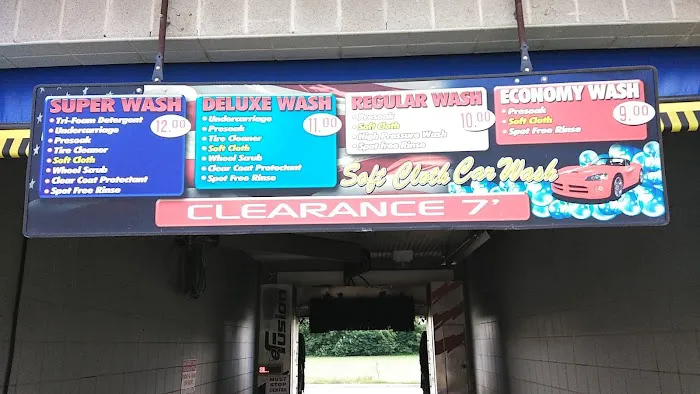 SUPER WASH
12.00
• Tri-Foam Detergent
• Undercarriage
• Presoak
• Tire Cleaner
• Soft Cloth
• Wheel Scrub
• Clear Coat Protectant
• Spot Free Rinse
DELUXE WASH
11.00
• Undercarriage
• Presoak
• Tire Cleaner
• Soft Cloth
• Wheel Scrub
• Clear Coat Protectant
• Spot Free Rinse
REGULAR WASH
10.00
• Presoak
• Soft Cloth
• High Pressure Wash
• Spot Free Rinse
ECONOMY WASH
9.00
• Presoak
• Soft Cloth
• Spot Free Rinse
Soft Cloth Car Wash
CLEARANCE 7'
efusion
MUST
STOP